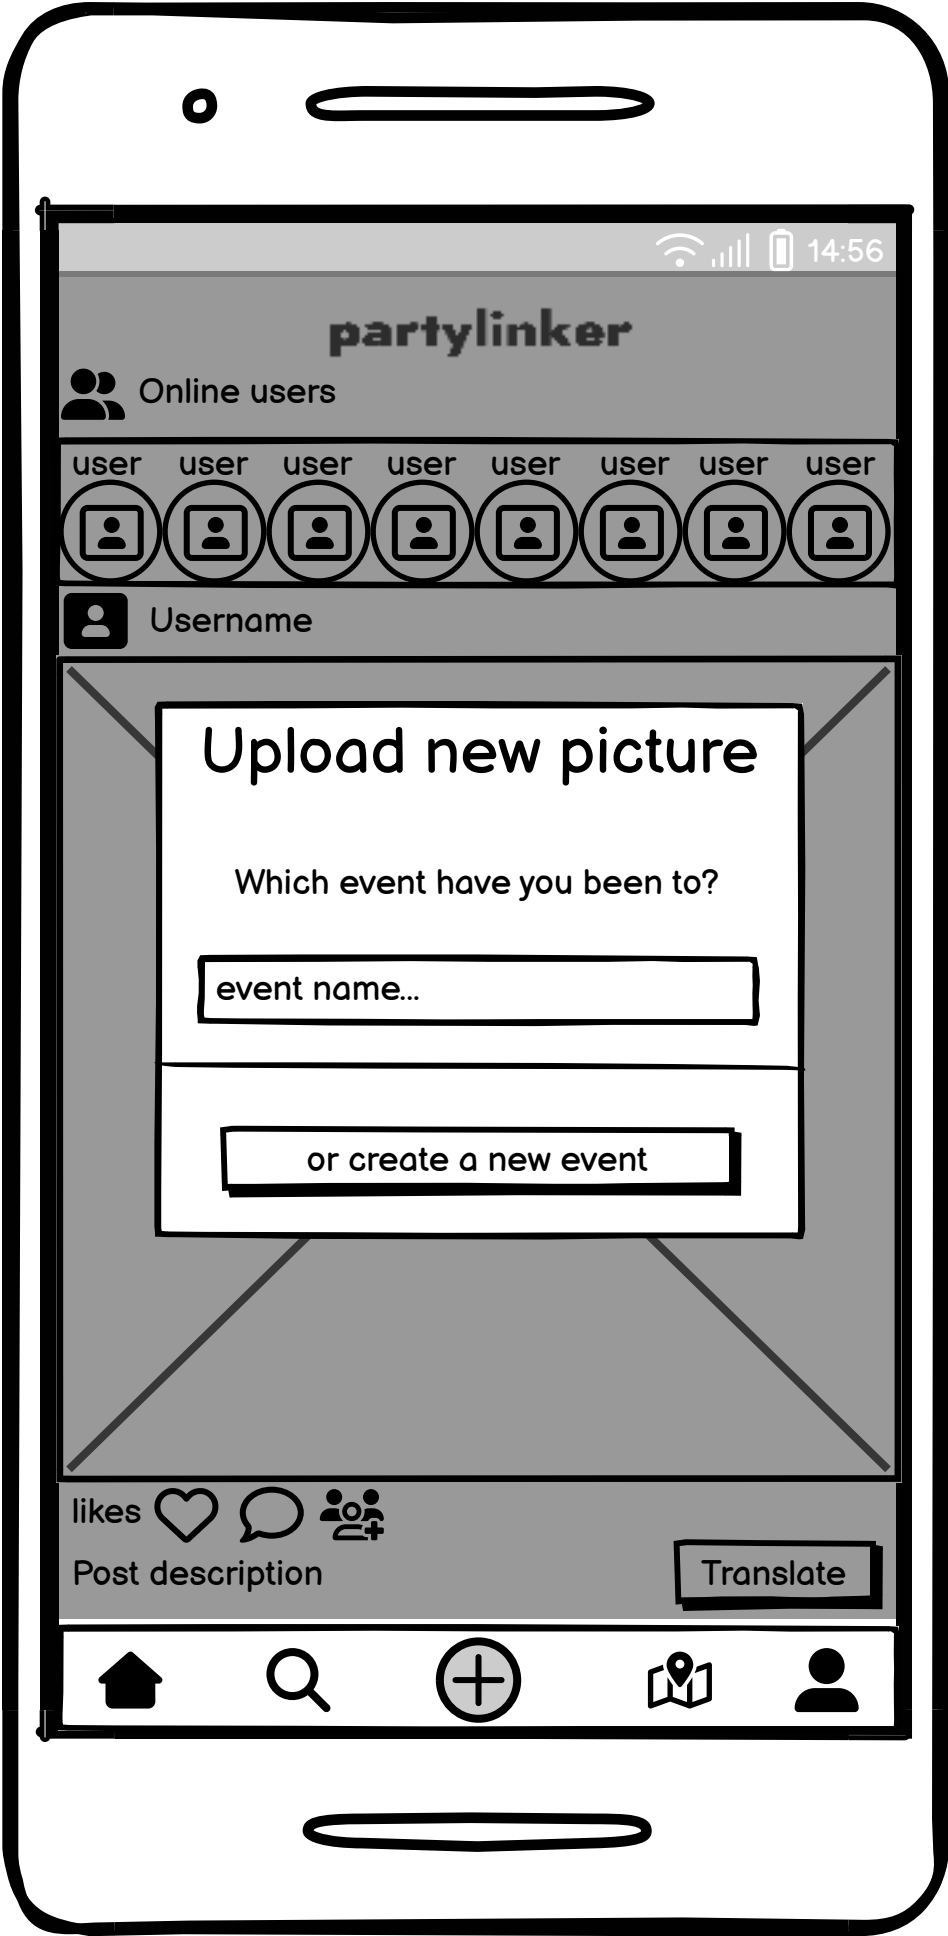 14:56
partylinker
Online users
user user user user user user user user
Username
Upload new picture
Which event have you been to?
event name...
or create a new event
likes
Post description
Translate